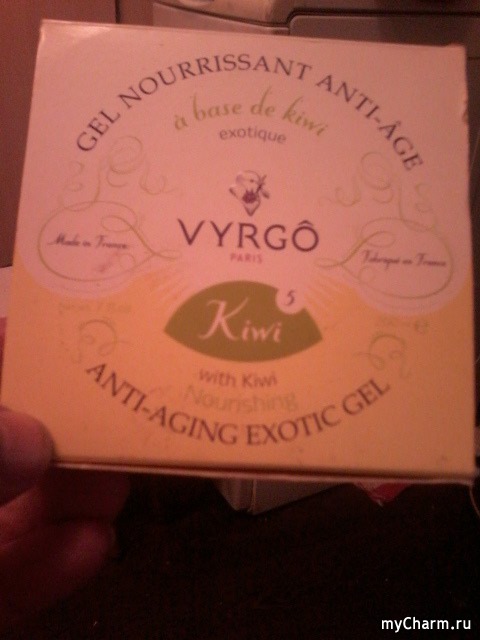 GEL NOURRISSANT ANTI-ÂGE
à base de kiwi
exotique
VYRGÔ
PARIS
Made in France
Fabriqué en France
5
Kiwi
with Kiwi
Nourishing
ANTI-AGING EXOTIC GEL
myCharm.ru